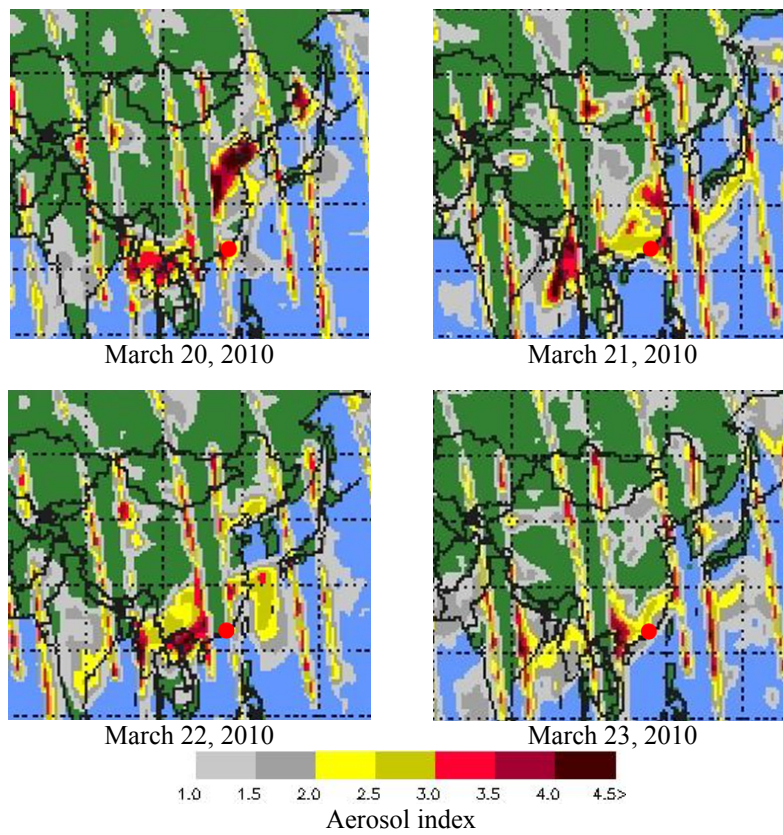 March 20, 2010
March 21, 2010
March 22, 2010
March 23, 2010
1.0 1.5 2.0 2.5 3.0 3.5 4.0 4.5>
Aerosol index